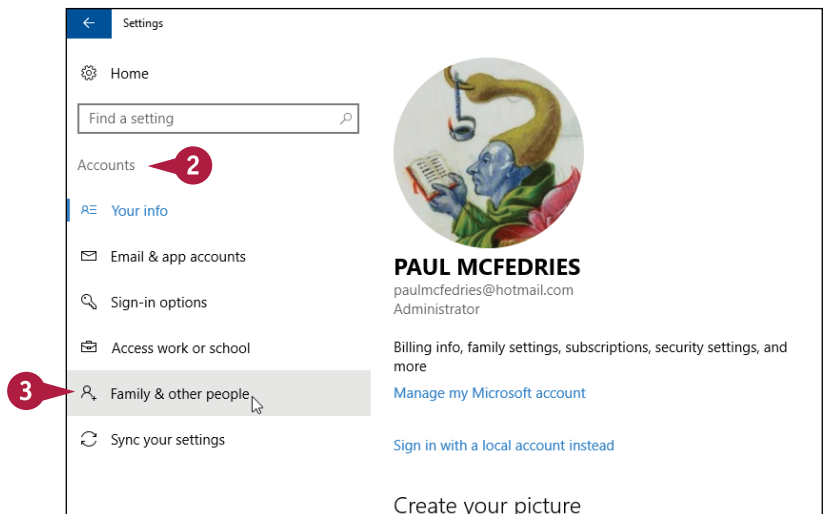 Settings
Home
Find a setting
Accounts
2
Your info
Email & app accounts
Sign-in options
Access work or school
3
Family & other people
Sync your settings
PAUL MCFEDRIES
paulmcfedries@hotmail.com
Administrator
Billing info, family settings, subscriptions, security settings, and
more
Manage my Microsoft account
Sign in with a local account instead
Create your picture